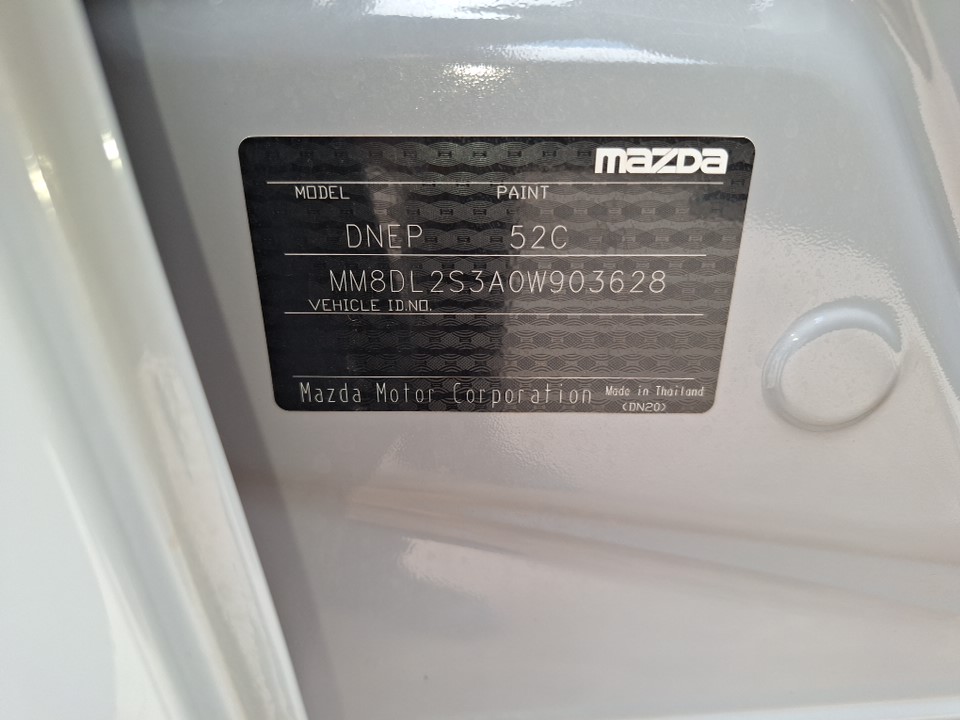 mazda
MODEL PAINT
DNEP 52C
MM8DL2S3A0W903628
VEHICLE ID.NO.
Mazda Motor Corporation Made in Thailand
<DN20>